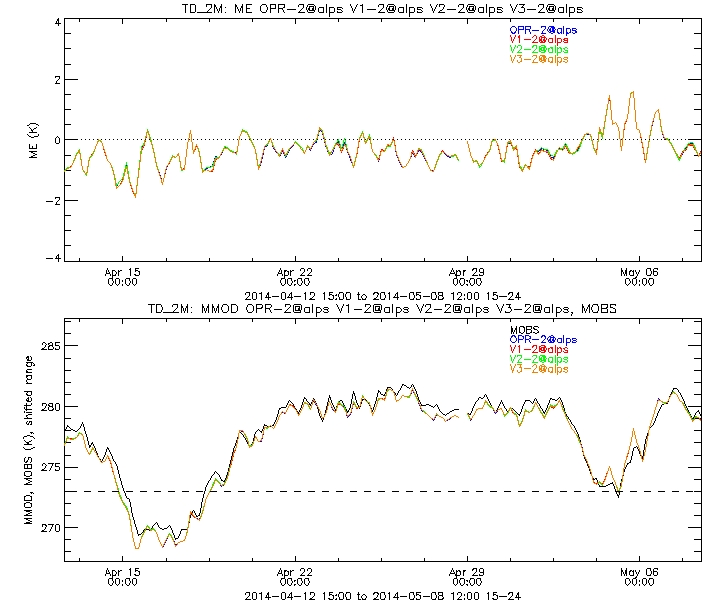 TD_2M: ME OPR-2@alps V1-2@alps V2-2@alps V3-2@alps
OPR-2@alps
V1-2@alps
V2-2@alps
V3-2@alps
4
2
0
-2
-4
ME (K)
Apr 15 Apr 22 Apr 29 May 06
00:00 00:00 00:00 00:00
2014-04-12 15:00 to 2014-05-08 12:00 15-24
TD_2M: MMOD OPR-2@alps V1-2@alps V2-2@alps V3-2@alps, MOBS
MOBS
OPR-2@alps
V1-2@alps
V2-2@alps
V3-2@alps
285
280
275
270
MMOD, MOBS (K), shifted range
Apr 15 Apr 22 Apr 29 May 06
00:00 00:00 00:00 00:00
2014-04-12 15:00 to 2014-05-08 12:00 15-24